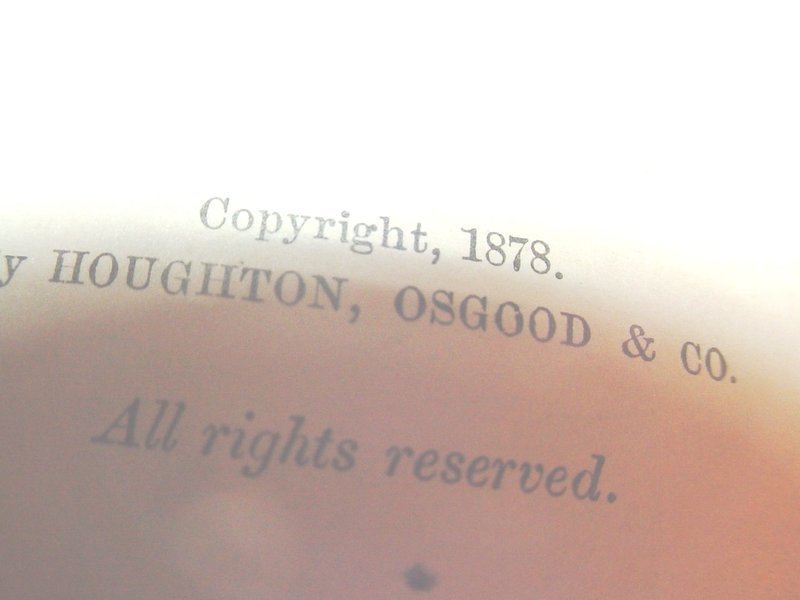 Copyright, 1878.
y HOUGHTON, OSGOOD & CO.
All rights reserved.